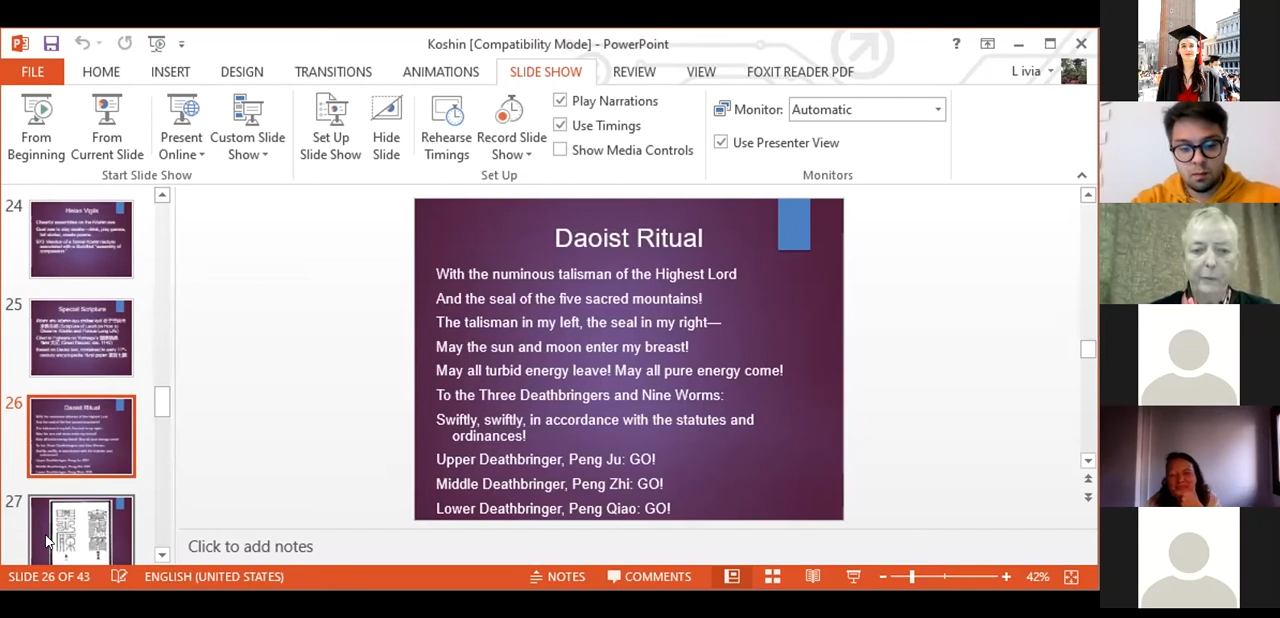 Koshin [Compatibility Mode] - PowerPoint
?
FILE HOME INSERT DESIGN TRANSITIONS ANIMATIONS SLIDE SHOW REVIEW VIEW FOXIT READER PDF
L ivia
From Beginning
From Current Slide
Present Online
Custom Slide Show
Set Up Slide Show
Hide Slide
Rehearse Timings
Record Slide Show
Play Narrations
Use Timings
Show Media Controls
Monitor: Automatic
Use Presenter View
Start Slide Show
Set Up
Monitors
24
Heian Vigils
25
Special Scripture
26
Daoist Ritual
27
Daoist Ritual
With the numinous talisman of the Highest Lord
And the seal of the five sacred mountains!
The talisman in my left, the seal in my right—
May the sun and moon enter my breast!
May all turbid energy leave! May all pure energy come!
To the Three Deathbringers and Nine Worms:
Swiftly, swiftly, in accordance with the statutes and
ordinances!
Upper Deathbringer, Peng Ju: GO!
Middle Deathbringer, Peng Zhi: GO!
Lower Deathbringer, Peng Qiao: GO!
Click to add notes
SLIDE 26 OF 43 ENGLISH (UNITED STATES) NOTES COMMENTS 42%